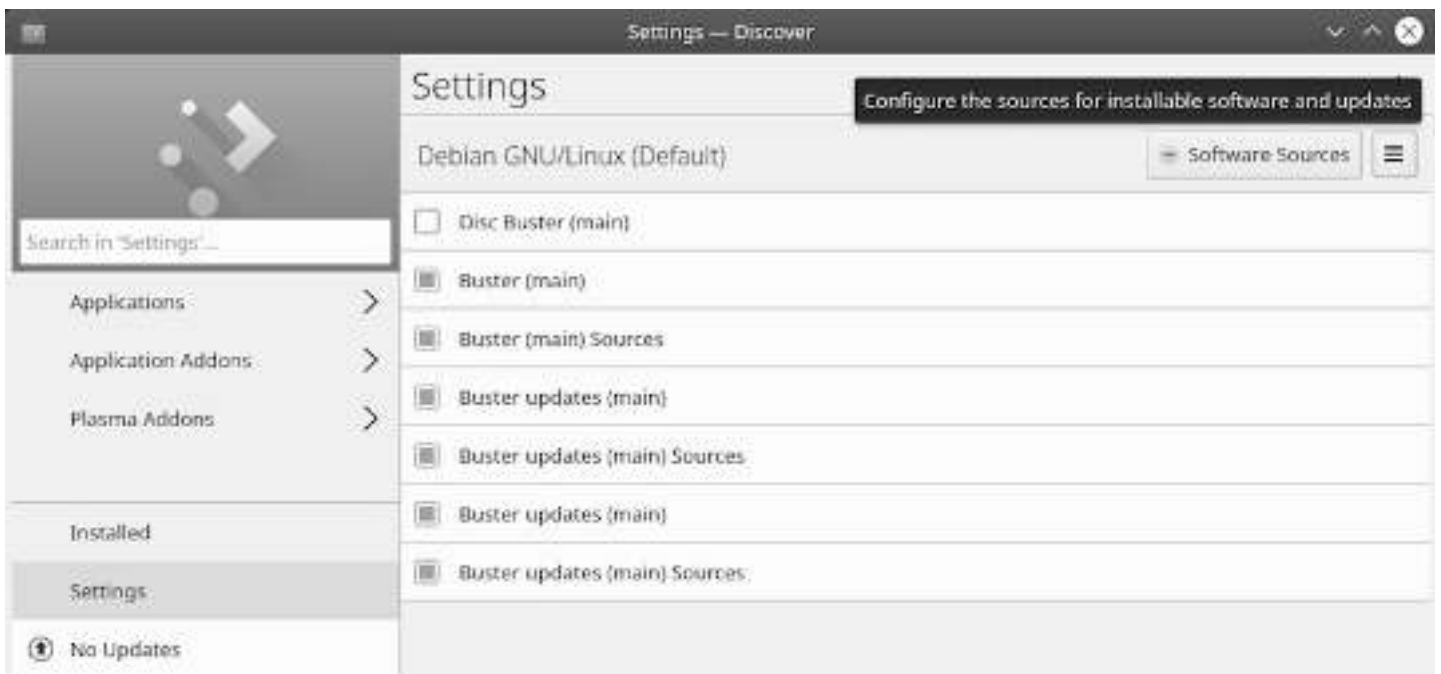 Settings — Discover
Search in 'Settings'...
Applications
Application Addons
Plasma Addons
Installed
Settings
No Updates
Settings
Configure the sources for installable software and updates
Debian GNU/Linux (Default)
Software Sources
Disc Buster (main)
Buster (main)
Buster (main) Sources
Buster updates (main)
Buster updates (main) Sources
Buster updates (main)
Buster updates (main) Sources